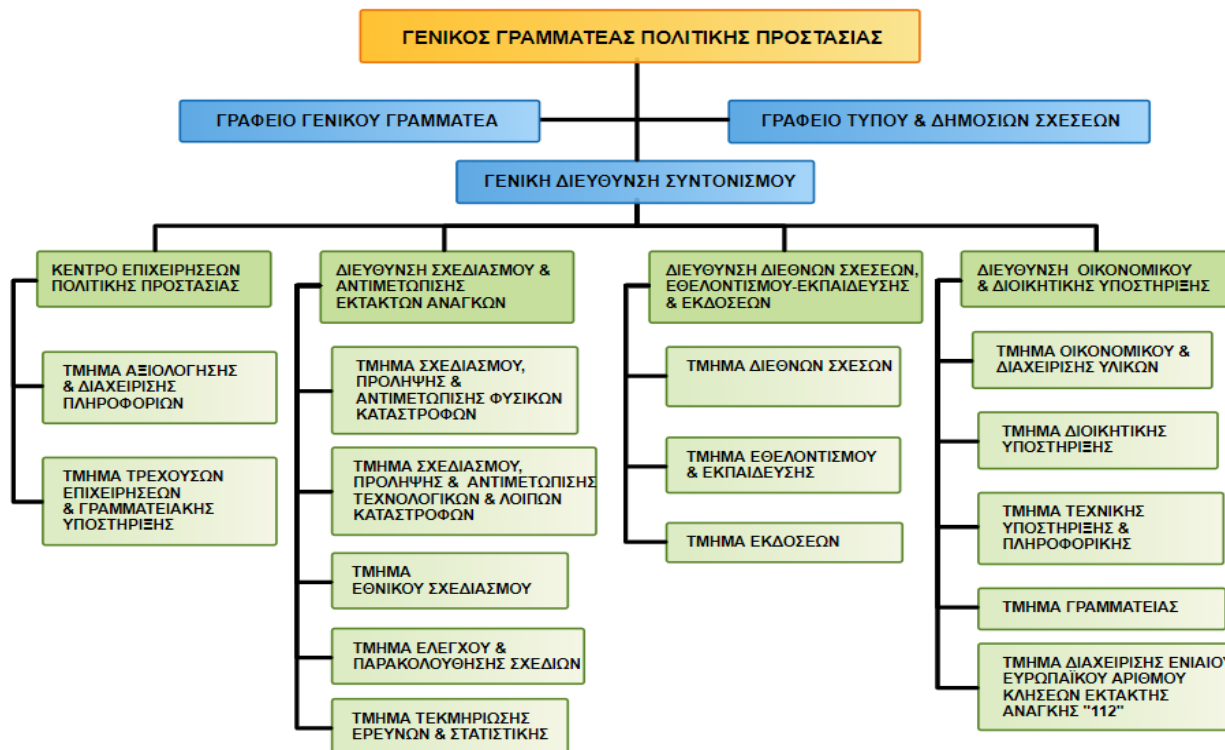 ΓΕΝΙΚΟΣ ΓΡΑΜΜΑΤΕΑΣ ΠΟΛΙΤΙΚΗΣ ΠΡΟΣΤΑΣΙΑΣ
ΓΡΑΦΕΙΟ ΓΕΝΙΚΟΥ ΓΡΑΜΜΑΤΕΑ
ΓΡΑΦΕΙΟ ΤΥΠΟΥ & ΔΗΜΟΣΙΩΝ ΣΧΕΣΕΩΝ
ΓΕΝΙΚΗ ΔΙΕΥΘΥΝΣΗ ΣΥΝΤΟΝΙΣΜΟΥ
ΚΕΝΤΡΟ ΕΠΙΧΕΙΡΗΣΕΩΝ
ΠΟΛΙΤΙΚΗΣ ΠΡΟΣΤΑΣΙΑΣ
ΤΜΗΜΑ ΑΞΙΟΛΟΓΗΣΗΣ
& ΔΙΑΧΕΙΡΙΣΗΣ
ΠΛΗΡΟΦΟΡΙΩΝ
ΤΜΗΜΑ ΤΡΕΧΟΥΣΩΝ
ΕΠΙΧΕΙΡΗΣΕΩΝ
& ΓΡΑΜΜΑΤΕΙΑΚΗΣ
ΥΠΟΣΤΗΡΙΞΗΣ
ΔΙΕΥΘΥΝΣΗ ΣΧΕΔΙΑΣΜΟΥ &
ΑΝΤΙΜΕΤΩΠΙΣΗΣ
ΕΚΤΑΚΤΩΝ ΑΝΑΓΚΩΝ
ΤΜΗΜΑ ΣΧΕΔΙΑΣΜΟΥ,
ΠΡΟΛΗΨΗΣ &
ΑΝΤΙΜΕΤΩΠΙΣΗΣ ΦΥΣΙΚΩΝ
ΚΑΤΑΣΤΡΟΦΩΝ
ΤΜΗΜΑ ΣΧΕΔΙΑΣΜΟΥ,
ΠΡΟΛΗΨΗΣ & ΑΝΤΙΜΕΤΩΠΙΣΗΣ
ΤΕΧΝΟΛΟΓΙΚΩΝ & ΛΟΙΠΩΝ
ΚΑΤΑΣΤΡΟΦΩΝ
ΤΜΗΜΑ
ΕΘΝΙΚΟΥ ΣΧΕΔΙΑΣΜΟΥ
ΤΜΗΜΑ ΕΛΕΓΧΟΥ &
ΠΑΡΑΚΟΛΟΥΘΗΣΗΣ ΣΧΕΔΙΩΝ
ΤΜΗΜΑ ΤΕΚΜΗΡΙΩΣΗΣ
ΕΡΕΥΝΩΝ & ΣΤΑΤΙΣΤΙΚΗΣ
ΔΙΕΥΘΥΝΣΗ ΔΙΕΘΝΩΝ ΣΧΕΣΕΩΝ,
ΕΘΕΛΟΝΤΙΣΜΟΥ-ΕΚΠΑΙΔΕΥΣΗΣ
& ΕΚΔΟΣΕΩΝ
ΤΜΗΜΑ ΔΙΕΘΝΩΝ ΣΧΕΣΩΝ
ΤΜΗΜΑ ΕΘΕΛΟΝΤΙΣΜΟΥ
& ΕΚΠΑΙΔΕΥΣΗΣ
ΤΜΗΜΑ ΕΚΔΟΣΕΩΝ
ΔΙΕΥΘΥΝΣΗ ΟΙΚΟΝΟΜΙΚΟΥ
& ΔΙΟΙΚΗΤΙΚΗΣ ΥΠΟΣΤΗΡΙΞΗΣ
ΤΜΗΜΑ ΟΙΚΟΝΟΜΙΚΟΥ &
ΔΙΑΧΕΙΡΙΣΗΣ ΥΛΙΚΩΝ
ΤΜΗΜΑ ΔΙΟΙΚΗΤΙΚΗΣ
ΥΠΟΣΤΗΡΙΞΗΣ
ΤΜΗΜΑ ΤΕΧΝΙΚΗΣ
ΥΠΟΣΤΗΡΙΞΗΣ &
ΠΛΗΡΟΦΟΡΙΚΗΣ
ΤΜΗΜΑ ΓΡΑΜΜΑΤΕΙΑΣ
ΤΜΗΜΑ ΔΙΑΧΕΙΡΙΣΗΣ ΕΝΙΑΙΟΥ
ΕΥΡΩΠΑΪΚΟΥ ΑΡΙΘΜΟΥ
ΚΛΗΣΕΩΝ ΕΚΤΑΚΤΗΣ
ΑΝΑΓΚΗΣ "112"